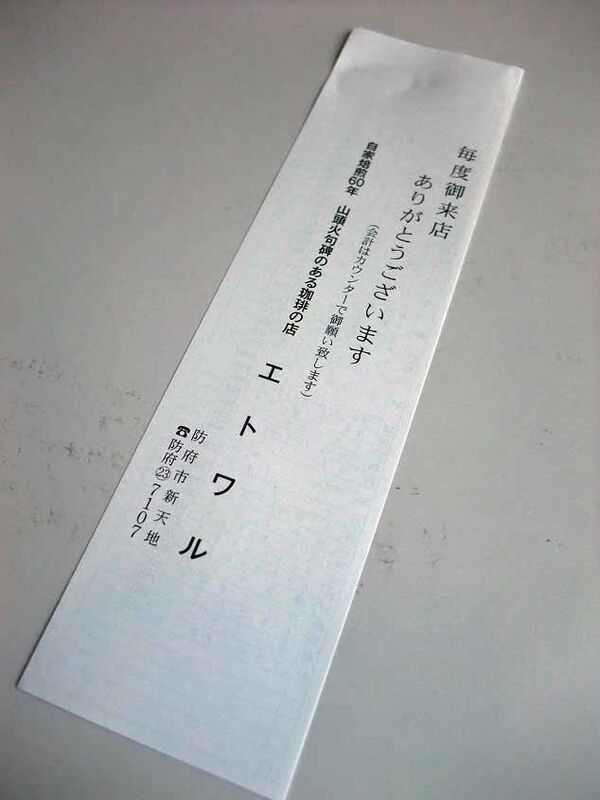 毎度御来店
ありがとうございます
(会計はカウンターで御願い致します)
自家焙煎60年 山頭火句碑のある珈琲の店
エトワル
防府市新天地
☎防府㉓7107